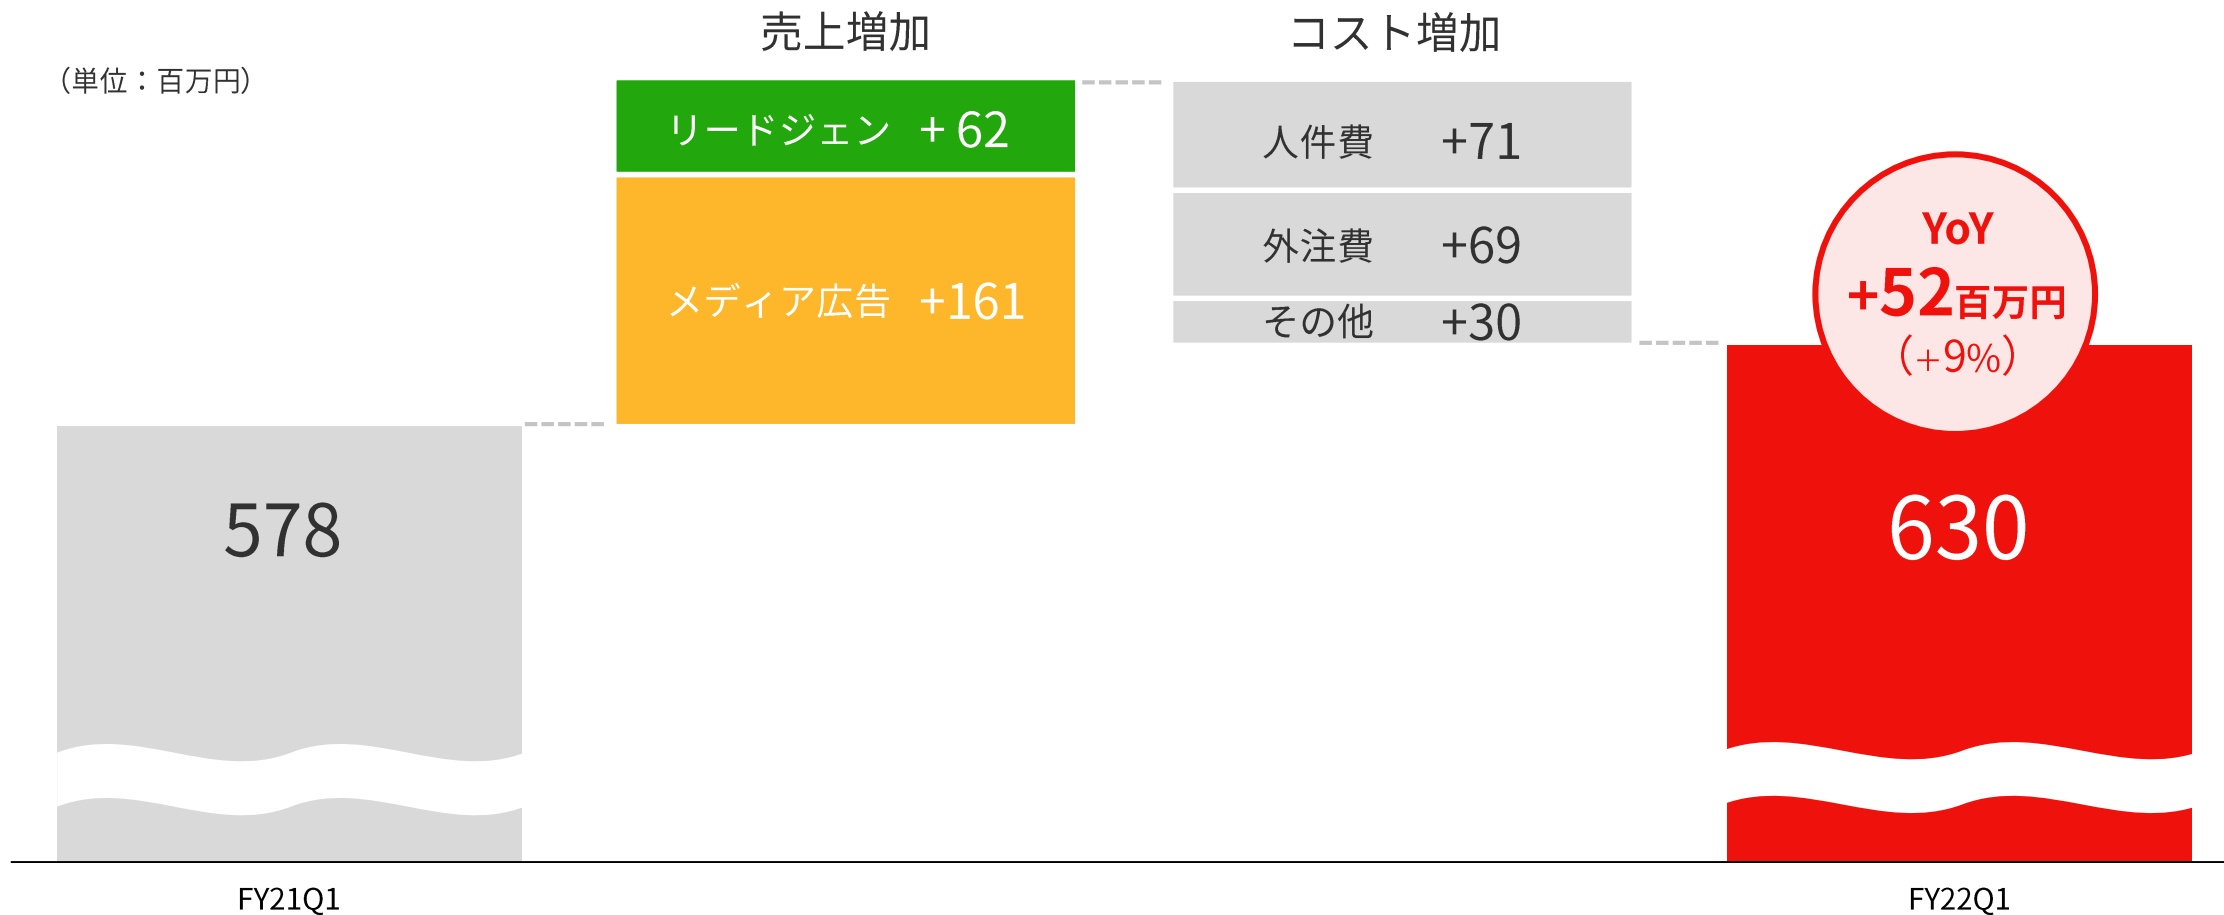 売上増加
コスト増加
（単位：百万円）
リードジェン + 62
メディア広告 +161
人件費 +71
外注費 +69
その他 +30
YoY
+52百万円
（+9%）
578
630
FY21Q1
FY22Q1